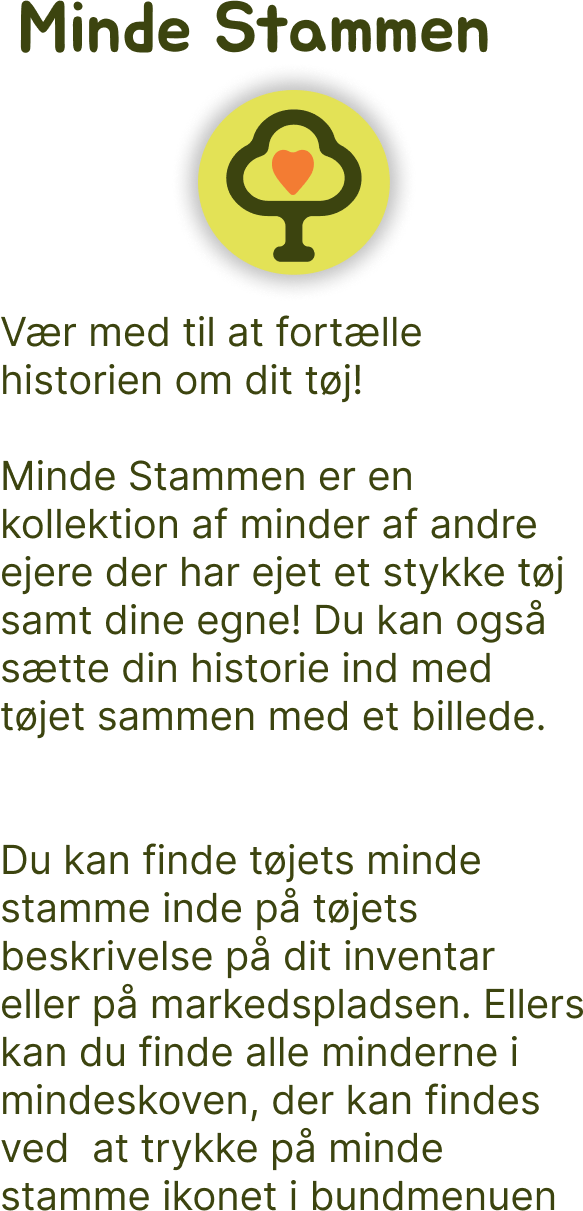 Minde Stammen
Vær med til at fortælle
historien om dit tøj!
Minde Stammen er en
kollektion af minder af andre
ejere der har ejet et stykke tøj
samt dine egne! Du kan også
sætte din historie ind med
tøjet sammen med et billede.
Du kan finde tøjets minde
stamme inde på tøjets
beskrivelse på dit inventar
eller på markedspladsen. Ellers
kan du finde alle minderne i
mindeskoven, der kan findes
ved  at trykke på minde
stamme ikonet i bundmenuen